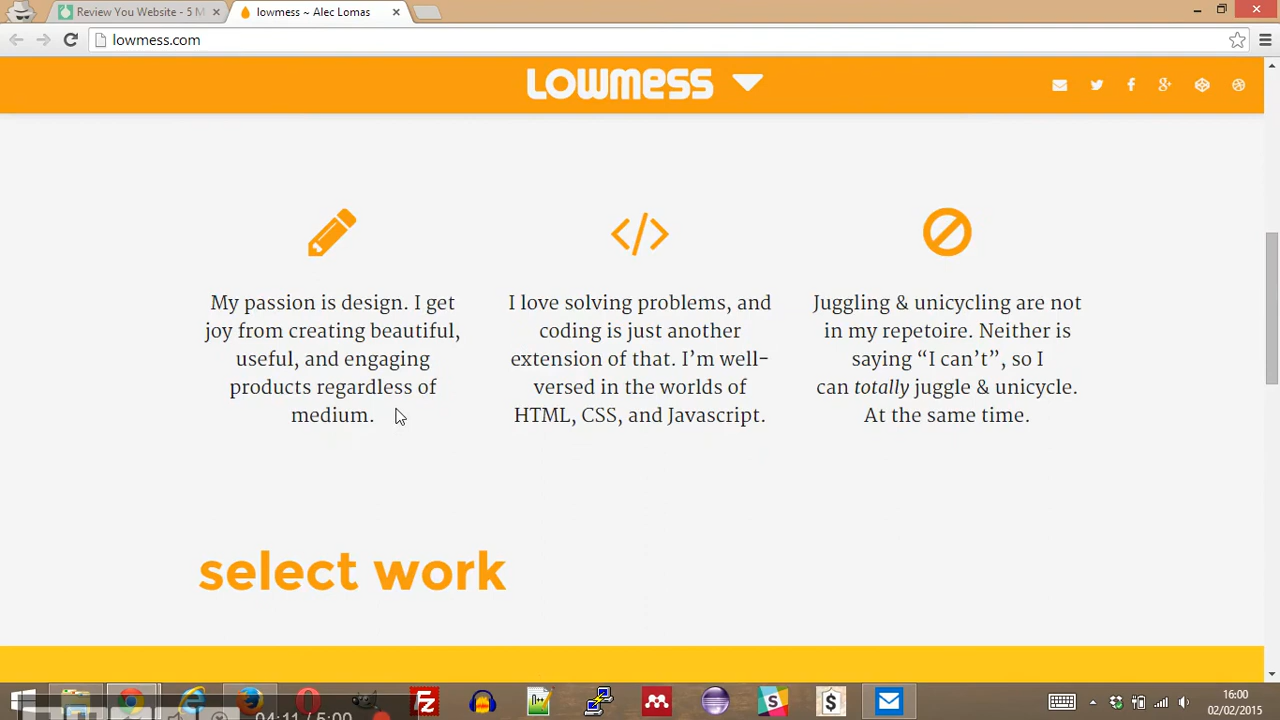 Review You Website - 5 M
lowmess ~ Alec Lomas
lowmess.com
LOWMESS
My passion is design. I get
joy from creating beautiful,
useful, and engaging
products regardless of
medium.
I love solving problems, and
coding is just another
extension of that. I’m well-
versed in the worlds of
HTML, CSS, and Javascript.
Juggling & unicycling are not
in my repetoire. Neither is
saying “I can’t”, so I
can totally juggle & unicycle.
At the same time.
select work
04:11 / 5:00
16:00
02/02/2015